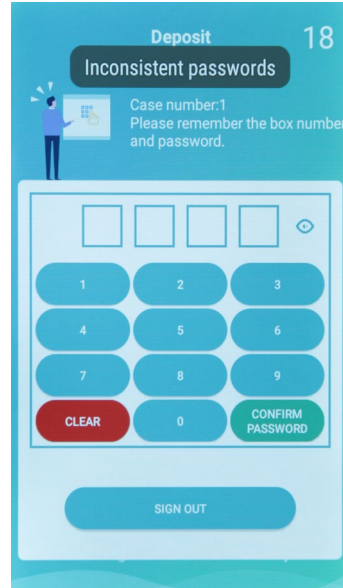 Deposit
18
Inconsistent passwords
Case number:1
Please remember the box number
and password.
1 2 3
4 5 6
7 8 9
CLEAR 0 CONFIRM
PASSWORD
SIGN OUT